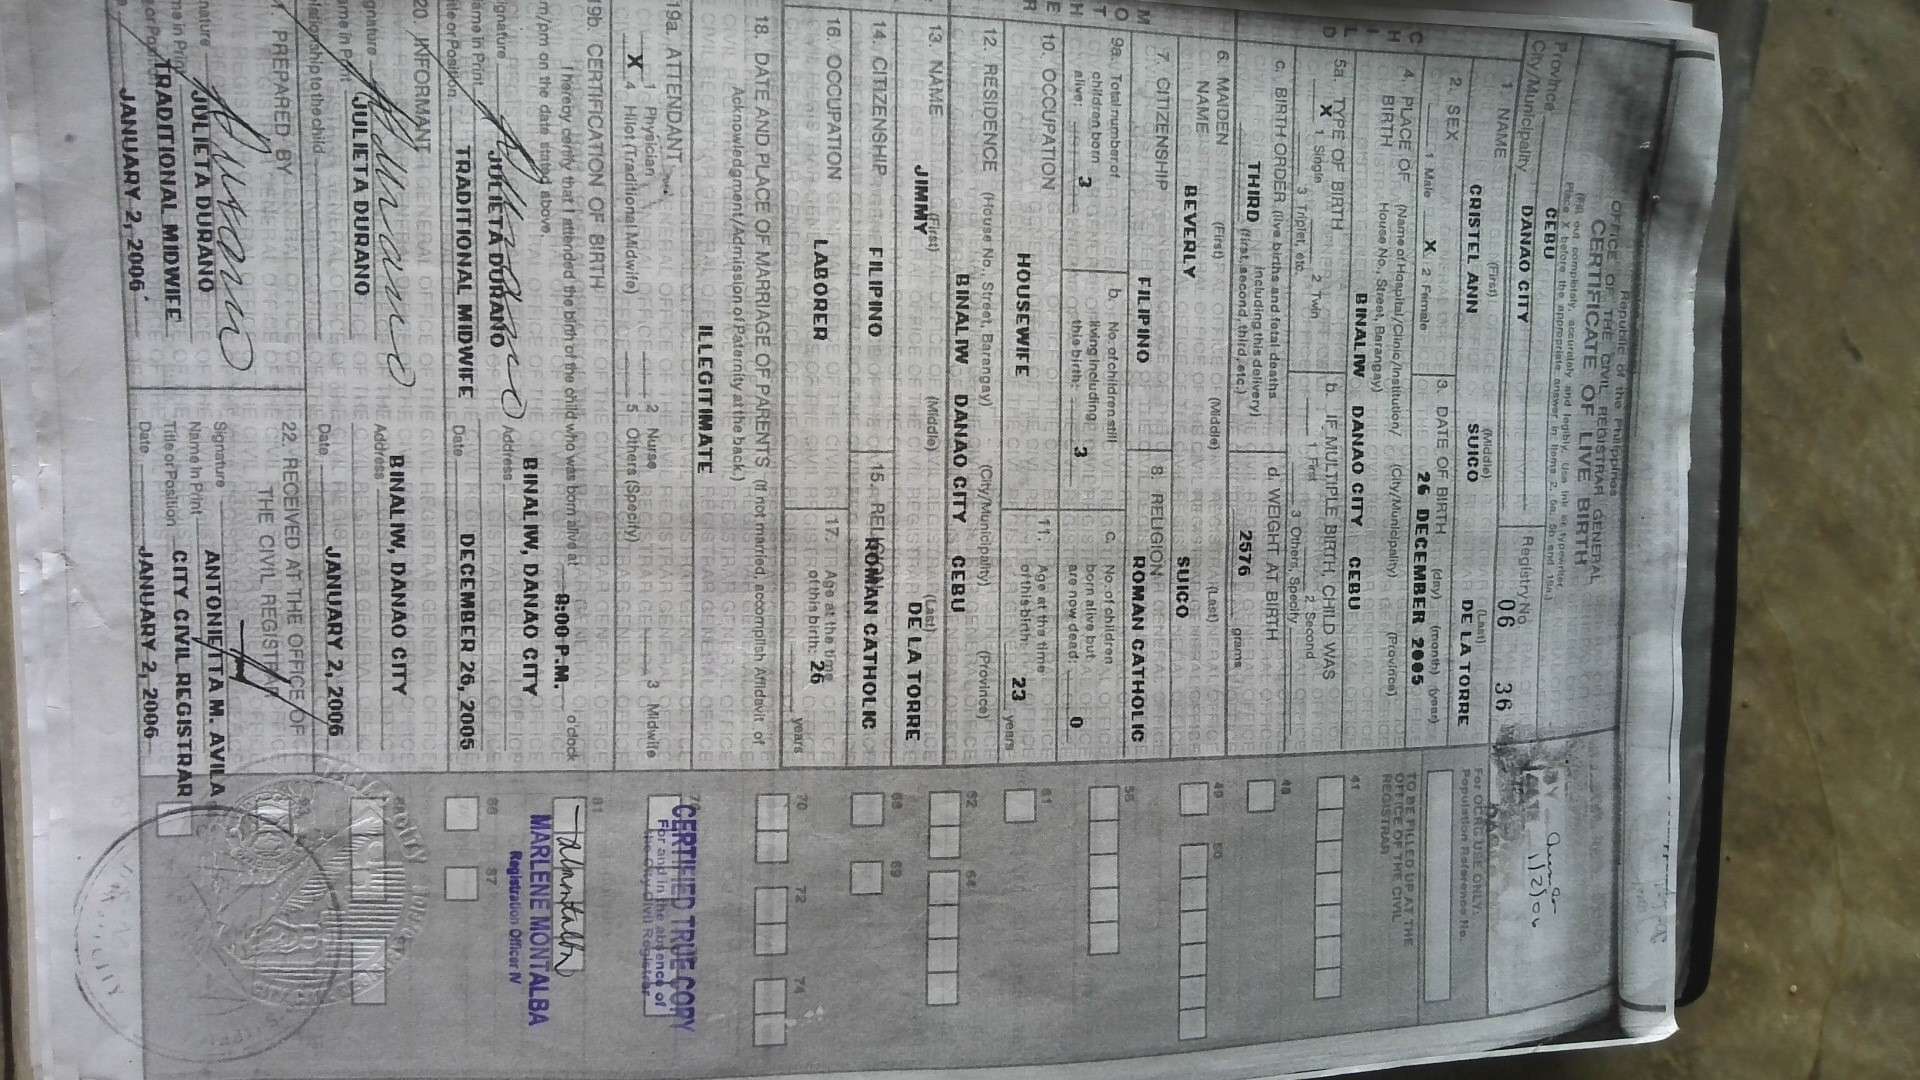 Republic of the Philippines
OFFICE OF THE CIVIL REGISTRAR GENERAL
CERTIFICATE OF LIVE BIRTH
(Fill out completely, accurately and legibly. Use ink or typewriter.
Place X before the appropriate answer in items 2, 5a, 5b and 19a.)
Province CEBU
City/Municipality DANAO CITY
Registry No. 06 36
1. NAME (First) (Middle) (Last)
CRISTEL ANN SUICO DE LA TORRE
2. SEX
1 Male X 2 Female
3. DATE OF BIRTH (day) (month) (year)
26 DECEMBER 2005
4. PLACE OF BIRTH (Name of Hospital/Clinic/Institution/ House No., Street, Barangay) (City/Municipality) (Province)
BINALIW DANAO CITY CEBU
5a. TYPE OF BIRTH
X 1 Single 2 Twin
3 Triplet, etc.
b. IF MULTIPLE BIRTH, CHILD WAS
1 First 2 Second
3 Others, Specify
c. BIRTH ORDER (live births and fetal deaths including this delivery)
THIRD (first, second, third, etc.)
d. WEIGHT AT BIRTH
2576 grams
6. MAIDEN NAME (First) (Middle) (Last)
BEVERLY SUICO
7. CITIZENSHIP
FILIPINO
8. RELIGION
ROMAN CATHOLIC
9a. Total number of children born alive: 3
b. No. of children still living including this birth: 3
c. No. of children born alive but are now dead: 0
10. OCCUPATION
HOUSEWIFE
11. Age at the time of this birth: 23 years
12. RESIDENCE (House No., Street, Barangay) (City/Municipality) (Province)
BINALIW DANAO CITY CEBU
13. NAME (First) (Middle) (Last)
JIMMY DE LA TORRE
14. CITIZENSHIP
FILIPINO
15. RELIGION
ROMAN CATHOLIC
16. OCCUPATION
LABORER
17. Age at the time of this birth: 26 years
18. DATE AND PLACE OF MARRIAGE OF PARENTS (If not married, accomplish Affidavit of
Acknowledgment/Admission of Paternity at the back.)
ILLEGITIMATE
19a. ATTENDANT
1 Physician 2 Nurse 3 Midwife
X 4 Hilot (Traditional Midwife) 5 Others (Specify)
19b. CERTIFICATION OF BIRTH
I hereby certify that I attended the birth of the child who was born alive at 9:00 P.M. o'clock
am/pm on the date stated above.
Signature
Name in Print JULIETA DURANO
Title or Position TRADITIONAL MIDWIFE
Address BINALIW, DANAO CITY
Date DECEMBER 26, 2005
20. INFORMANT
Signature
Name in Print JULIETA DURANO
Relationship to the child
Address BINALIW, DANAO CITY
Date JANUARY 2, 2006
21. PREPARED BY
Signature
Name in Print JULIETA DURANO
Title or Position TRADITIONAL MIDWIFE
Date JANUARY 2, 2006
22. RECEIVED AT THE OFFICE OF
THE CIVIL REGISTRAR
Signature
Name in Print ANTONIETTA M. AVILA
Title or Position CITY CIVIL REGISTRAR
Date JANUARY 2, 2006
For OCRG USE ONLY:
Population Reference No.
TO BE FILLED UP AT THE
OFFICE OF THE CIVIL
REGISTRAR
41
48
49 50
56
61
62 64
68 69
70 72 74
CERTIFIED TRUE COPY
For and in the absence of
the City Civil Registrar
81
MARLENE MONTALBA
Registration Officer IV
86 87